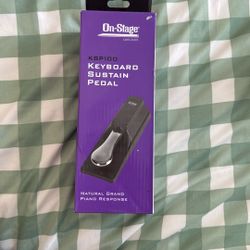 On-Stage
KSP100
KEYBOARD
SUSTAIN
PEDAL
NATURAL GRAND
PIANO RESPONSE